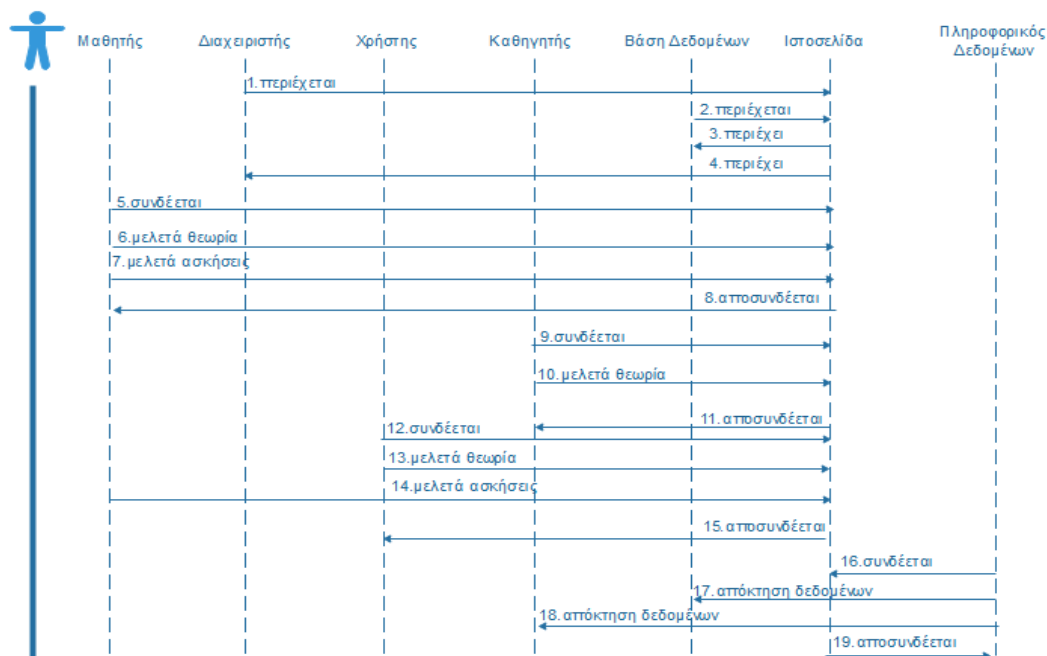 Μαθητής
Διαχειριστής
Χρήστης
Καθηγητής
Βάση Δεδομένων
Ιστοσελίδα
Πληροφορικός
Δεδομένων
1.περιέχεται
2.περιέχεται
3.περιέχει
4.περιέχει
5.συνδέεται
6.μελετά θεωρία
7.μελετά ασκήσεις
8.αποσυνδέεται
9.συνδέεται
10.μελετά θεωρία
11.αποσυνδέεται
12.συνδέεται
13.μελετά θεωρία
14.μελετά ασκήσεις
15.αποσυνδέεται
16.συνδέεται
17.απόκτηση δεδομένων
18.απόκτηση δεδομένων
19.αποσυνδέεται